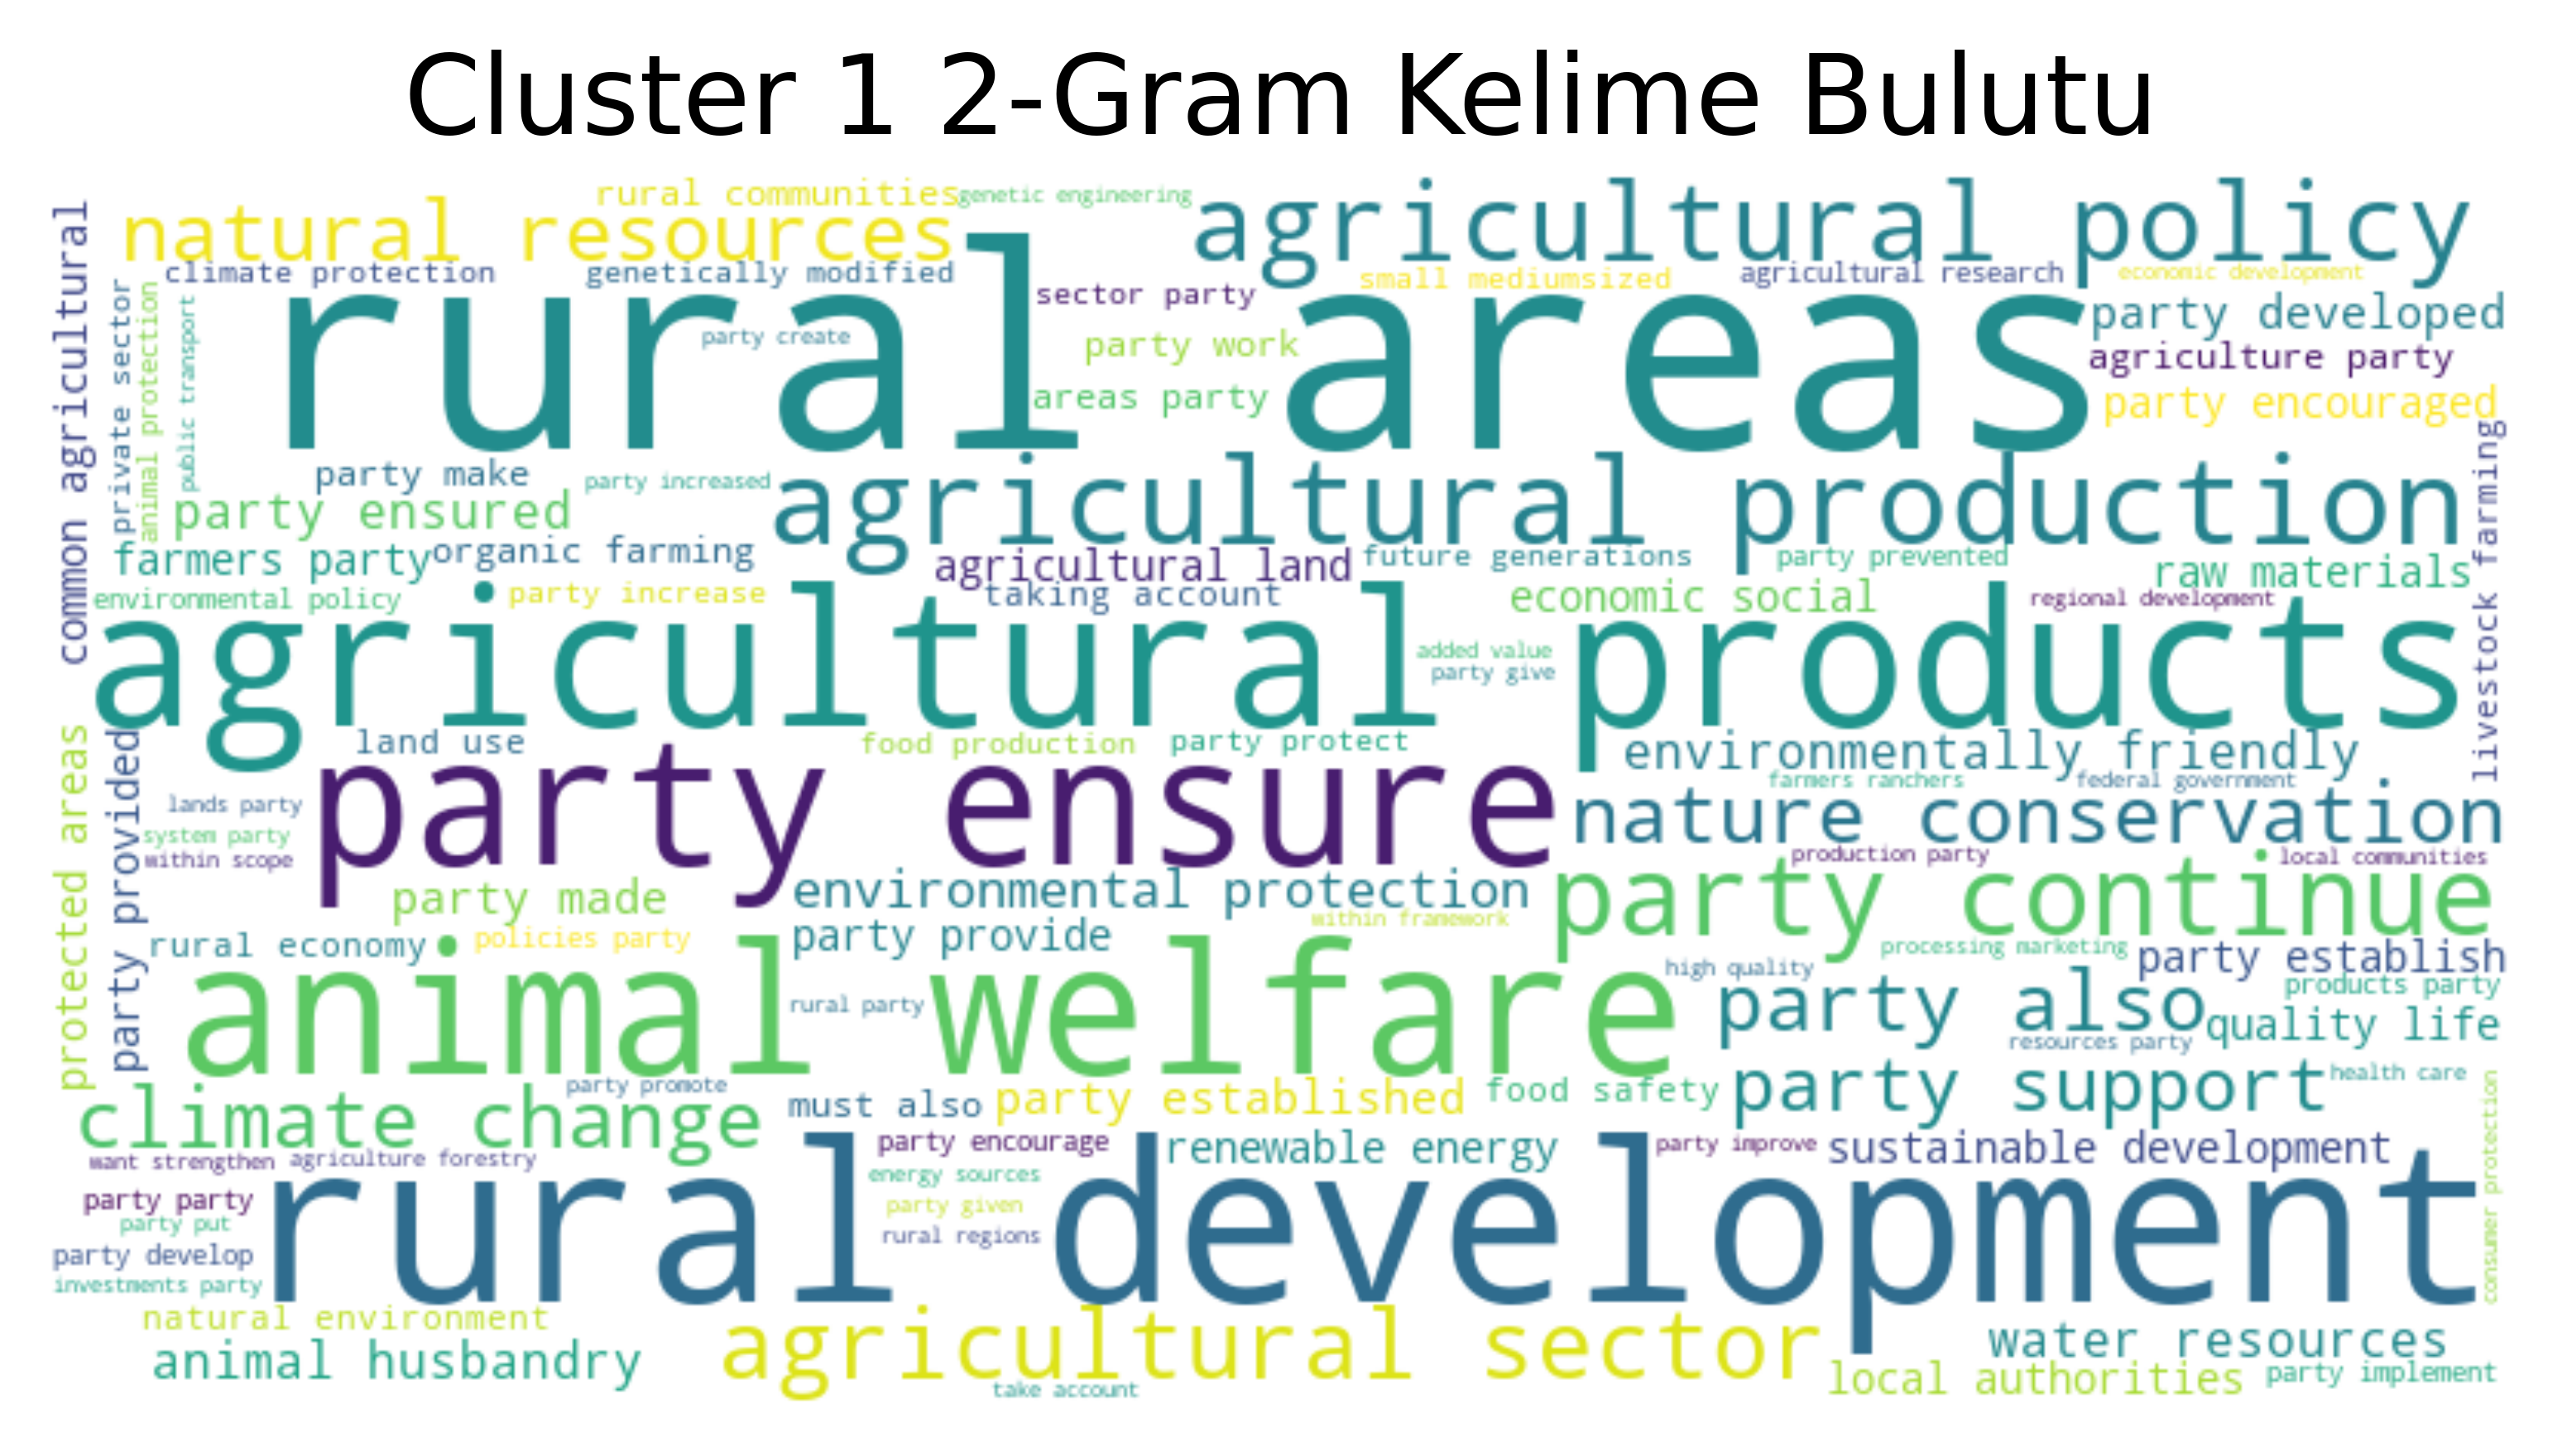 Cluster 1 2-Gram Kelime Bulutu
rural communities
genetic engineering
natural resources
agricultural policy
common agricultural
climate protection
genetically modified
small mediumsized
agricultural research
economic development
private sector
animal protection
public transport
rural areas
sector party
party create
party work
areas party
party developed
agriculture party
party encouraged
livestock farming
party make
party increased
party ensured
agricultural production
farmers party
organic farming
agricultural land
future generations
party prevented
raw materials
environmental policy
party increase
taking account
economic social
regional development
agricultural products
added value
party give
land use
food production
party protect
environmentally friendly
protected areas
party provided
lands party
system party
within scope
party ensure
farmers ranchers
federal government
nature conservation
production party
local communities
party made
environmental protection
party continue
within framework
rural economy
policies party
party provide
processing marketing
party establish
animal welfare
rural party
high quality
party also
products party
quality life
resources party
party promote
climate change
must also
party established
food safety
party support
health care
consumer protection
want strengthen
agriculture forestry
party encourage
renewable energy
party improve
sustainable development
party party
party put
party develop
investments party
rural development
energy sources
party given
rural regions
natural environment
animal husbandry
agricultural sector
take account
water resources
local authorities
party implement